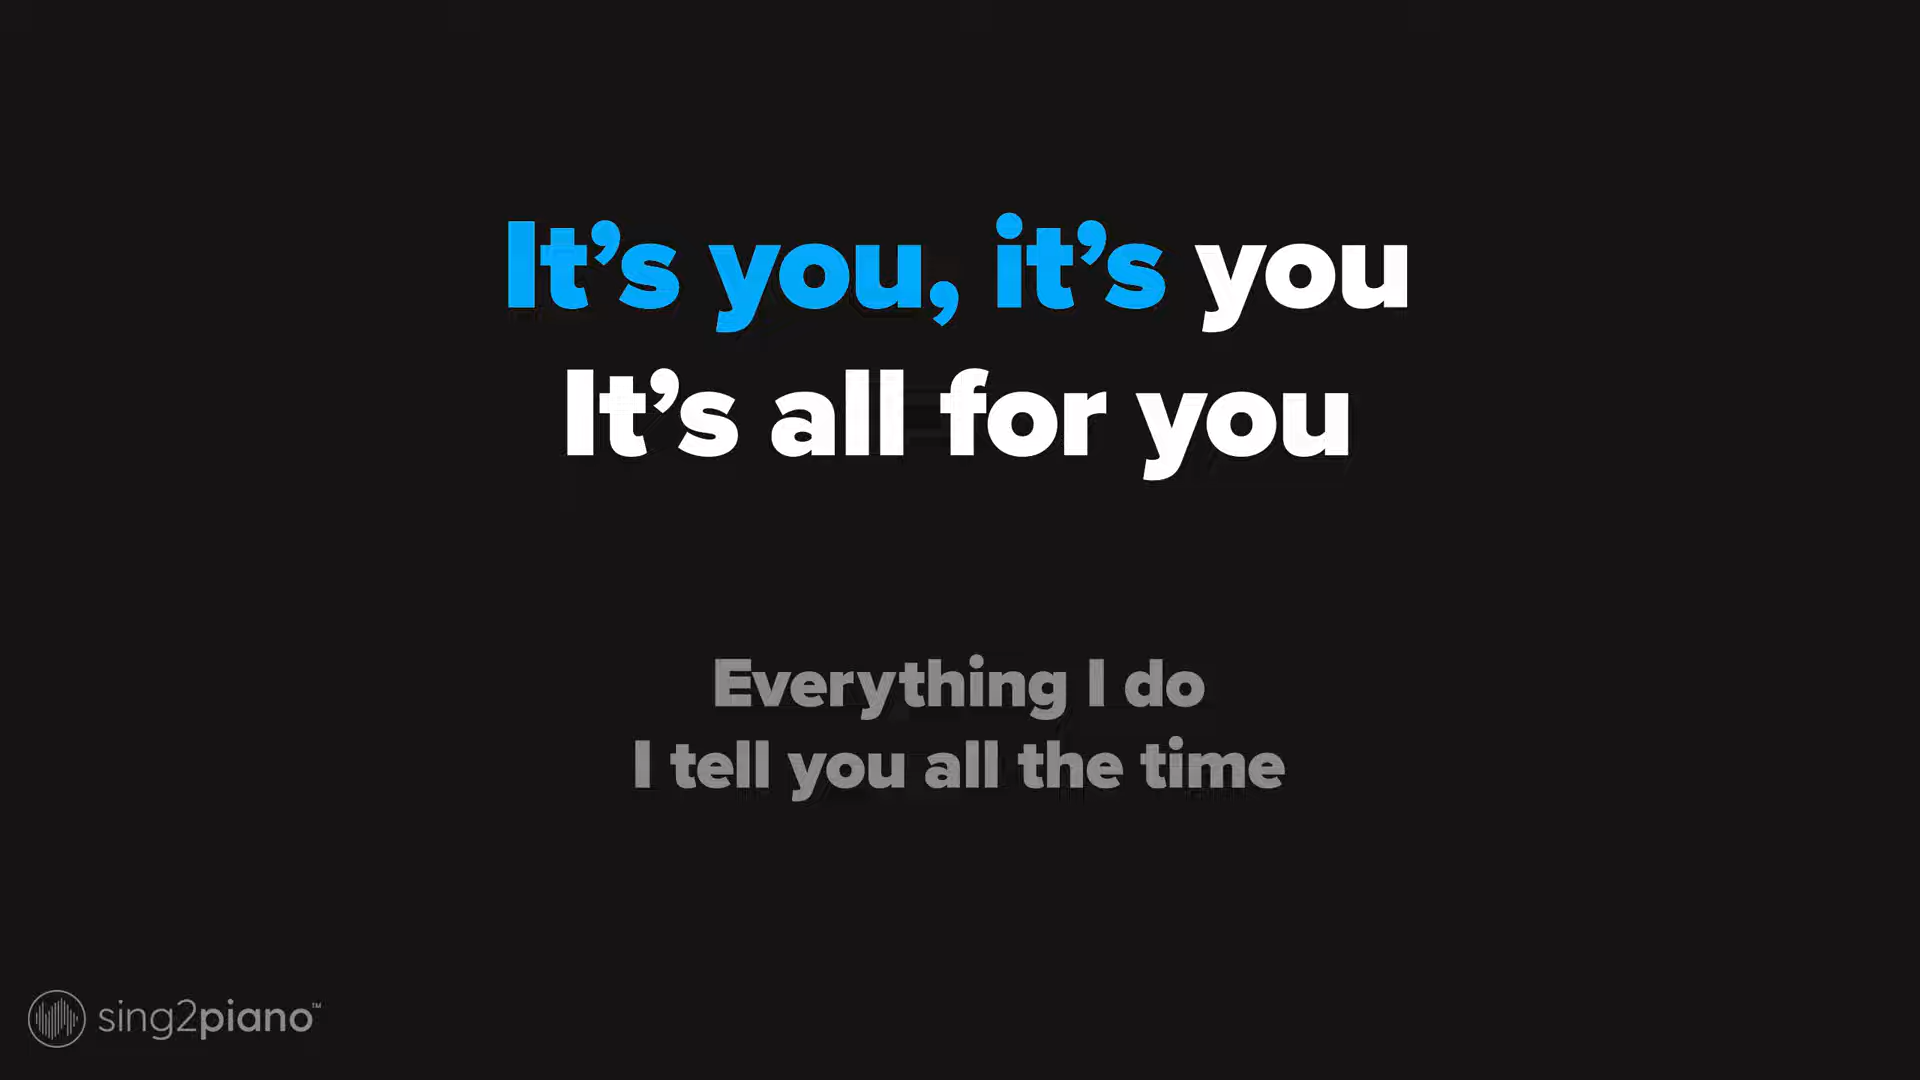 It’s you, it’s you
It’s all for you
Everything I do
I tell you all the time
sing2piano™